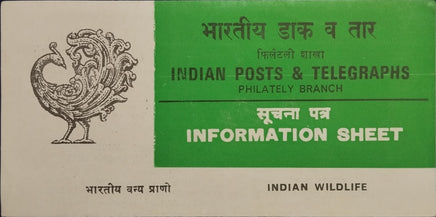 भारतीय डाक व तार
फिलेटली शाखा
INDIAN POSTS & TELEGRAPHS
PHILATELY BRANCH
सूचना पत्र
INFORMATION SHEET
भारतीय वन्य प्राणी
INDIAN WILDLIFE